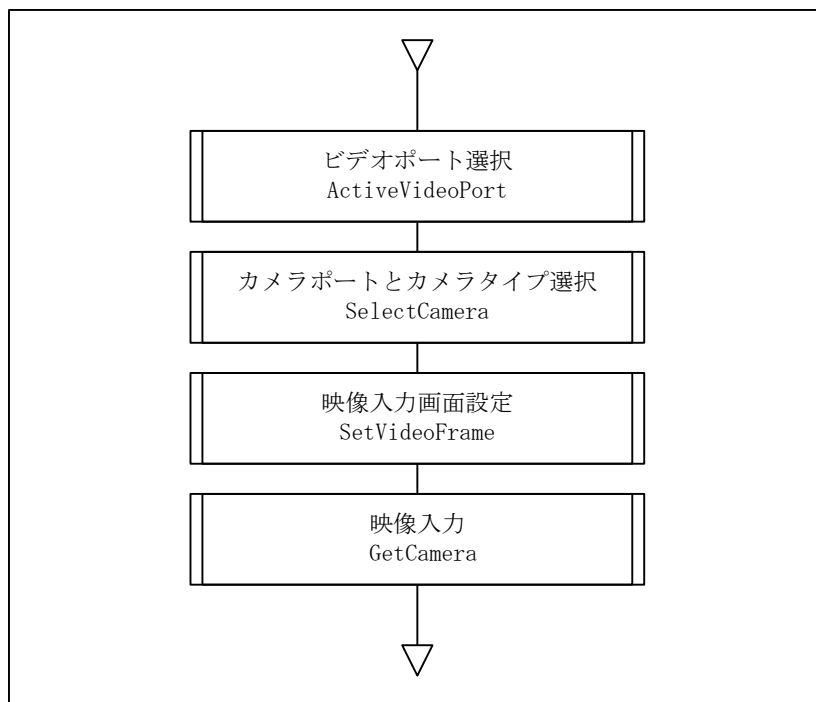 ビデオポート選択
ActiveVideoPort
カメラポートとカメラタイプ選択
SelectCamera
映像入力画面設定
SetVideoFrame
映像入力
GetCamera